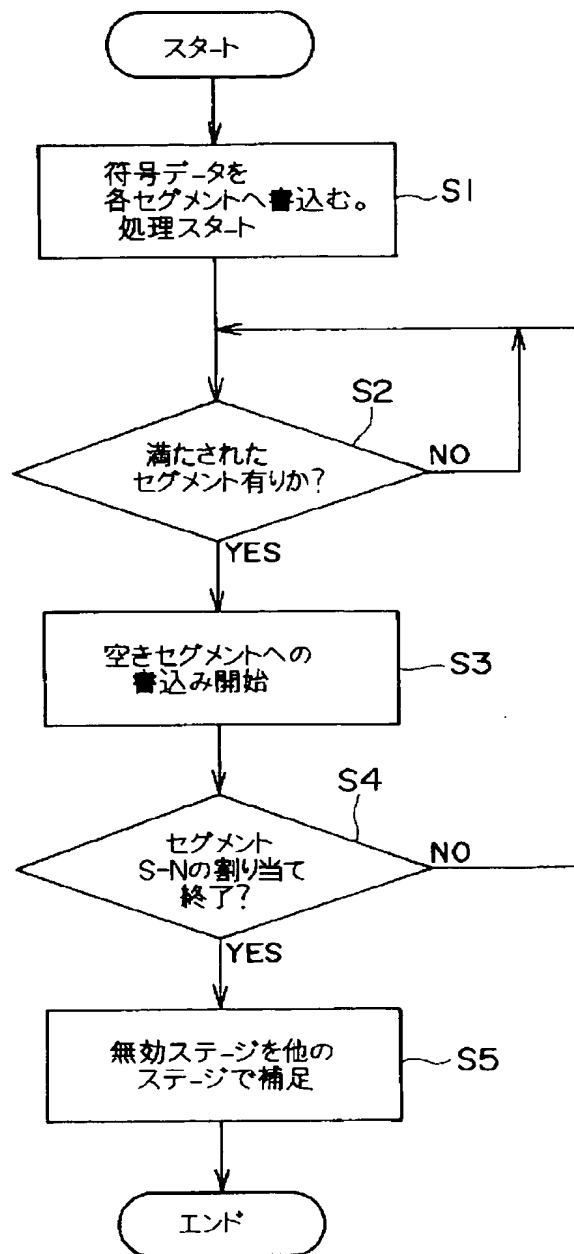 スタート
符号データを
各セグメントへ書込む。
処理スタート
S1
S2
満たされた
セグメント有りか?
NO
YES
空きセグメントへの
書込み開始
S3
S4
セグメント
S-Nの割り当て
終了?
NO
YES
無効ステージを他の
ステージで補足
S5
エンド